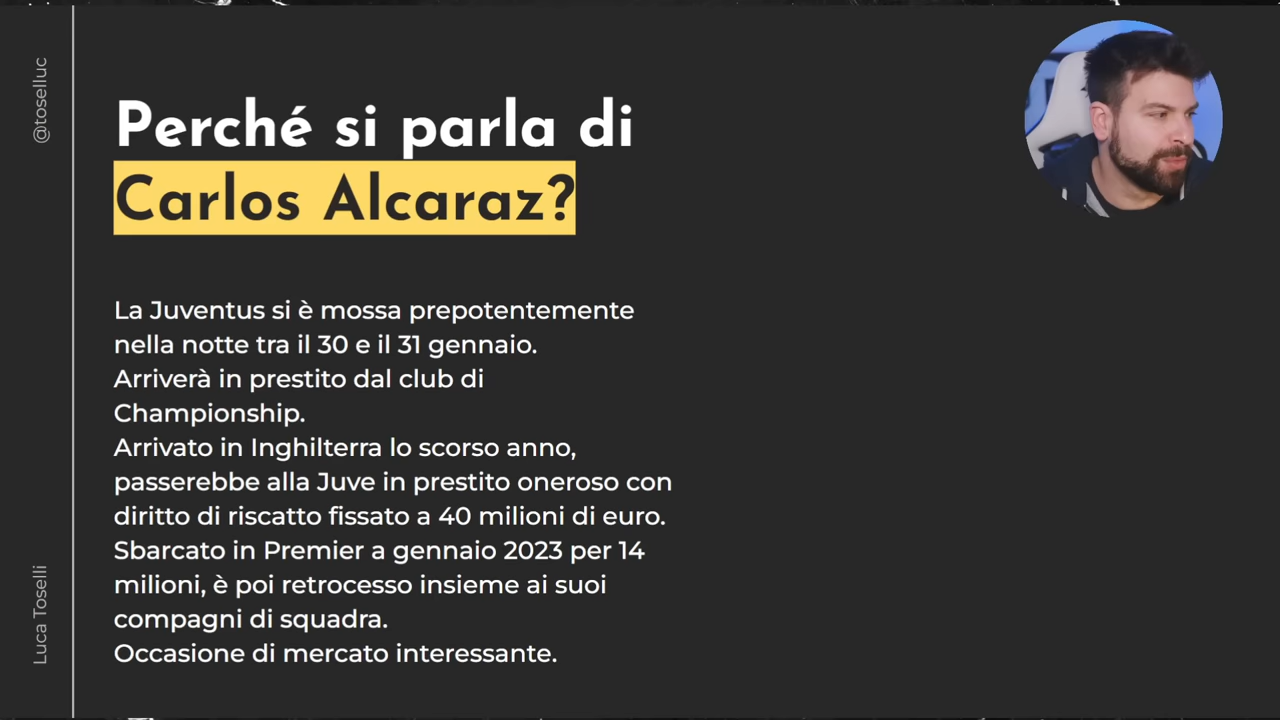 @toselluc
Luca Toselli
Perché si parla di
Carlos Alcaraz?
La Juventus si è mossa prepotentemente
nella notte tra il 30 e il 31 gennaio.
Arriverà in prestito dal club di
Championship.
Arrivato in Inghilterra lo scorso anno,
passerebbe alla Juve in prestito oneroso con
diritto di riscatto fissato a 40 milioni di euro.
Sbarcato in Premier a gennaio 2023 per 14
milioni, è poi retrocesso insieme ai suoi
compagni di squadra.
Occasione di mercato interessante.